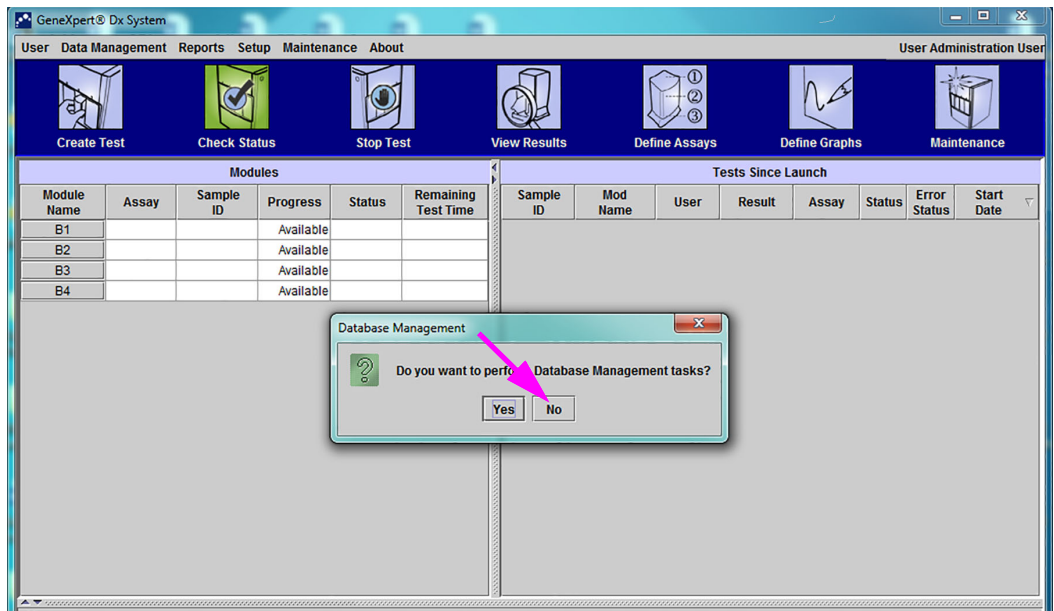 GeneXpert® Dx System
User Data Management Reports Setup Maintenance About User Administration User
Create Test Check Status Stop Test View Results Define Assays Define Graphs Maintenance
1
2
3
Modules Tests Since Launch
Module Name Assay Sample ID Progress Status Remaining Test Time Sample ID Mod Name User Result Assay Status Error Status Start Date
B1 Available
B2 Available
B3 Available
B4 Available
Database Management
Do you want to perfo Database Management tasks?
Yes No